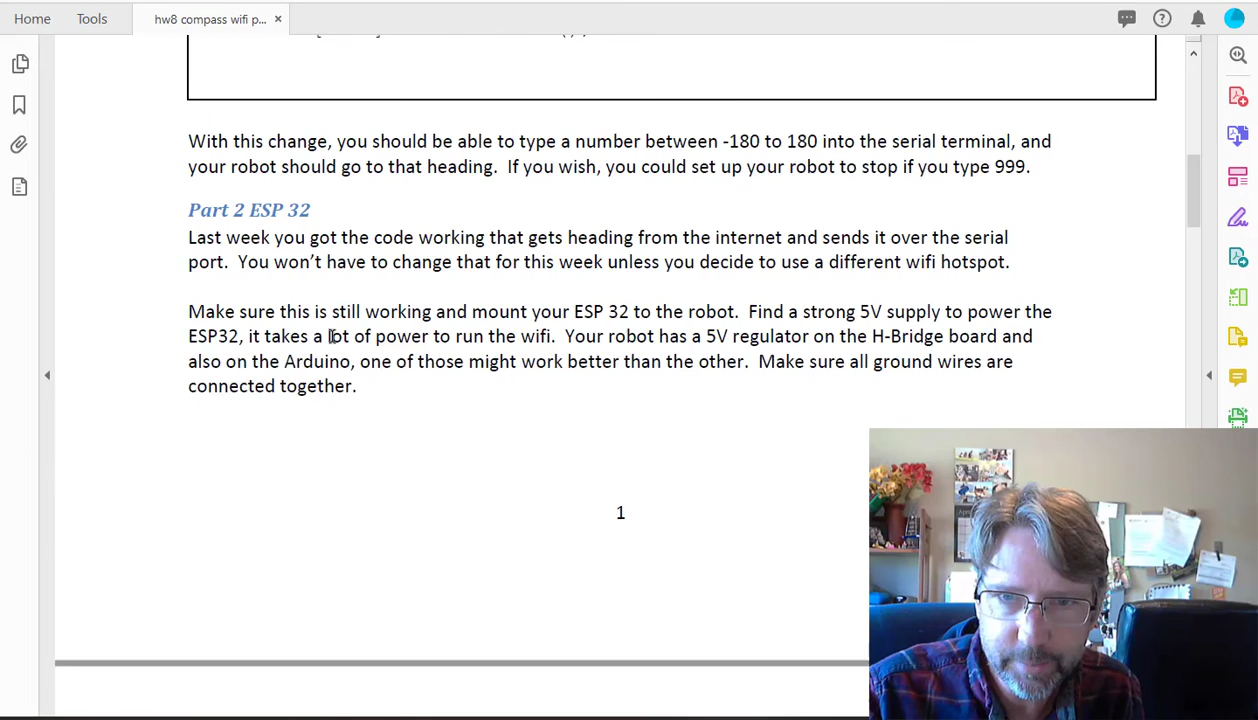 Home
Tools
hw8 compass wifi p...
With this change, you should be able to type a number between -180 to 180 into the serial terminal, and
your robot should go to that heading.  If you wish, you could set up your robot to stop if you type 999.
Part 2 ESP 32
Last week you got the code working that gets heading from the internet and sends it over the serial
port.  You won’t have to change that for this week unless you decide to use a different wifi hotspot.
Make sure this is still working and mount your ESP 32 to the robot.  Find a strong 5V supply to power the
ESP32, it takes a lot of power to run the wifi.  Your robot has a 5V regulator on the H-Bridge board and
also on the Arduino, one of those might work better than the other.  Make sure all ground wires are
connected together.
1